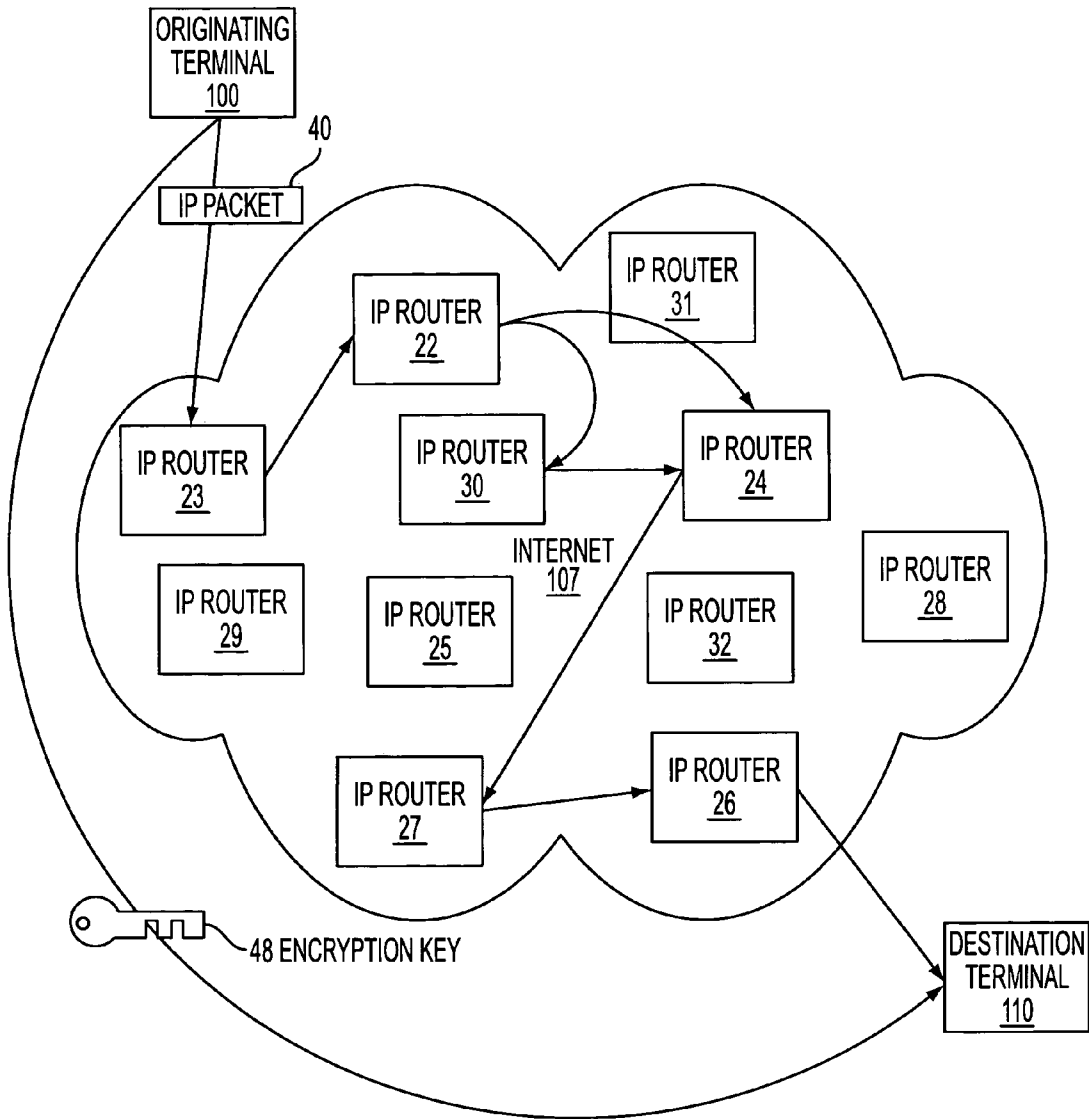 ORIGINATING
TERMINAL
100
40
IP PACKET
IP ROUTER
31
IP ROUTER
22
IP ROUTER
23
IP ROUTER
30
IP ROUTER
24
INTERNET
107
IP ROUTER
29
IP ROUTER
25
IP ROUTER
32
IP ROUTER
28
IP ROUTER
27
IP ROUTER
26
48 ENCRYPTION KEY
DESTINATION
TERMINAL
110